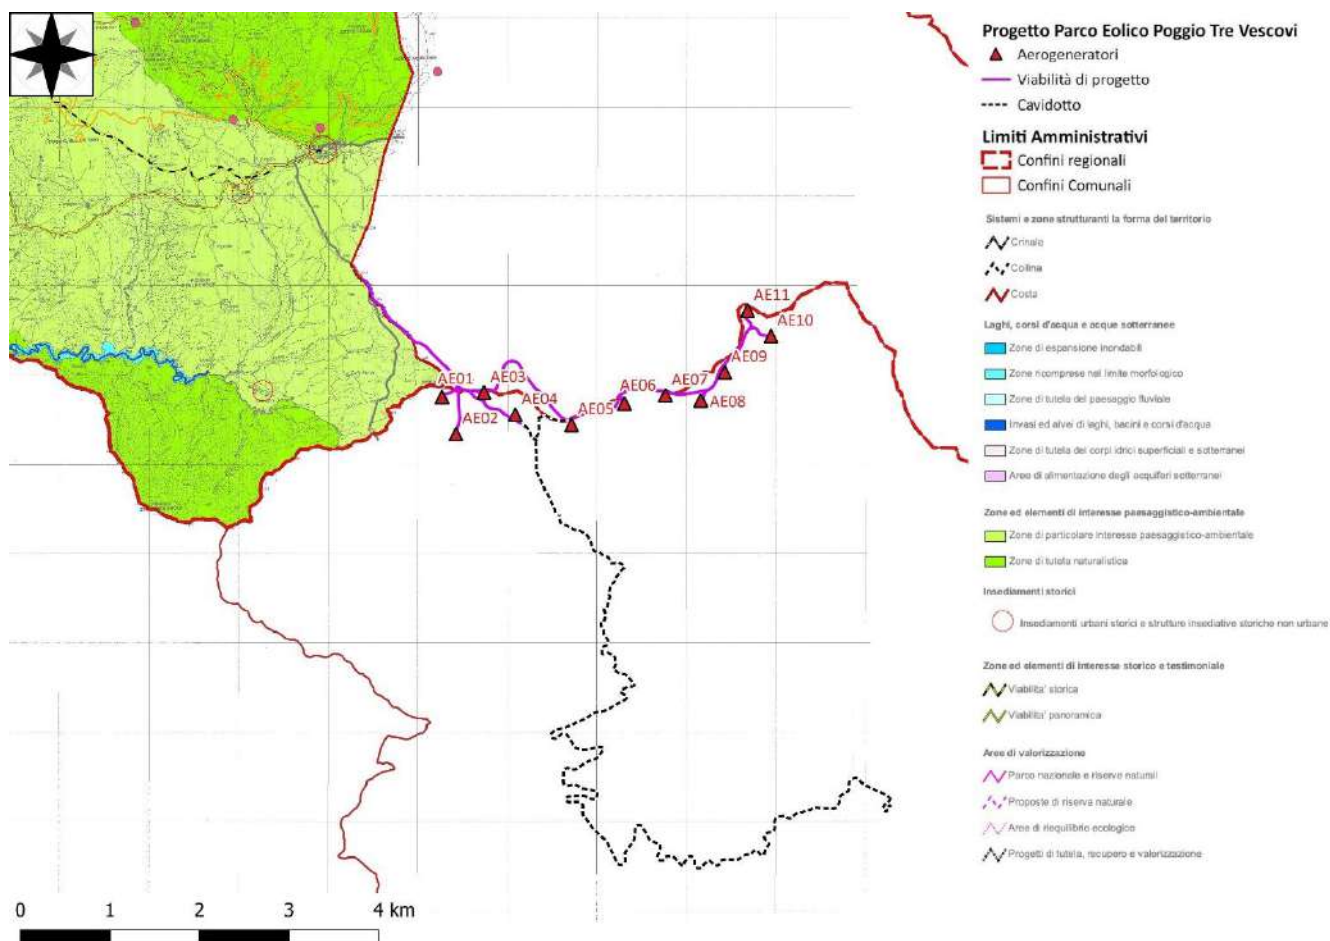 AE11
AE10
AE09
AE03
AE01
AE07
AE06
AE04
AE08
AE02
AE05
0 1 2 3 4 km
Progetto Parco Eolico Poggio Tre Vescovi
Aerogeneratori
Viabilità di progetto
Cavidotto
Limiti Amministrativi
Confini regionali
Confini Comunali
Sistemi e zone strutturanti la forma del territorio
Crinale
Collina
Costa
Laghi, corsi d'acqua e acque sotterranee
Zone di espansione inondabili
Zone ricomprese nel limite morfologico
Zone di tutela del paesaggio fluviale
Invasi ed alvei di laghi, bacini e corsi d'acqua
Zone di tutela dei corpi idrici superficiali e sotterranei
Aree di alimentazione degli acquiferi sotterranei
Zone ed elementi di interesse paesaggistico-ambientale
Zone di particolare interesse paesaggistico-ambientale
Zone di tutela naturalistica
Insediamenti storici
Insediamenti urbani storici e strutture insediative storiche non urbane
Zone ed elementi di interesse storico e testimoniale
Viabilita' storica
Viabilita' panoramica
Aree di valorizzazione
Parco nazionale e riserve naturali
Proposte di riserva naturale
Aree di riequilibrio ecologico
Progetti di tutela, recupero e valorizzazione